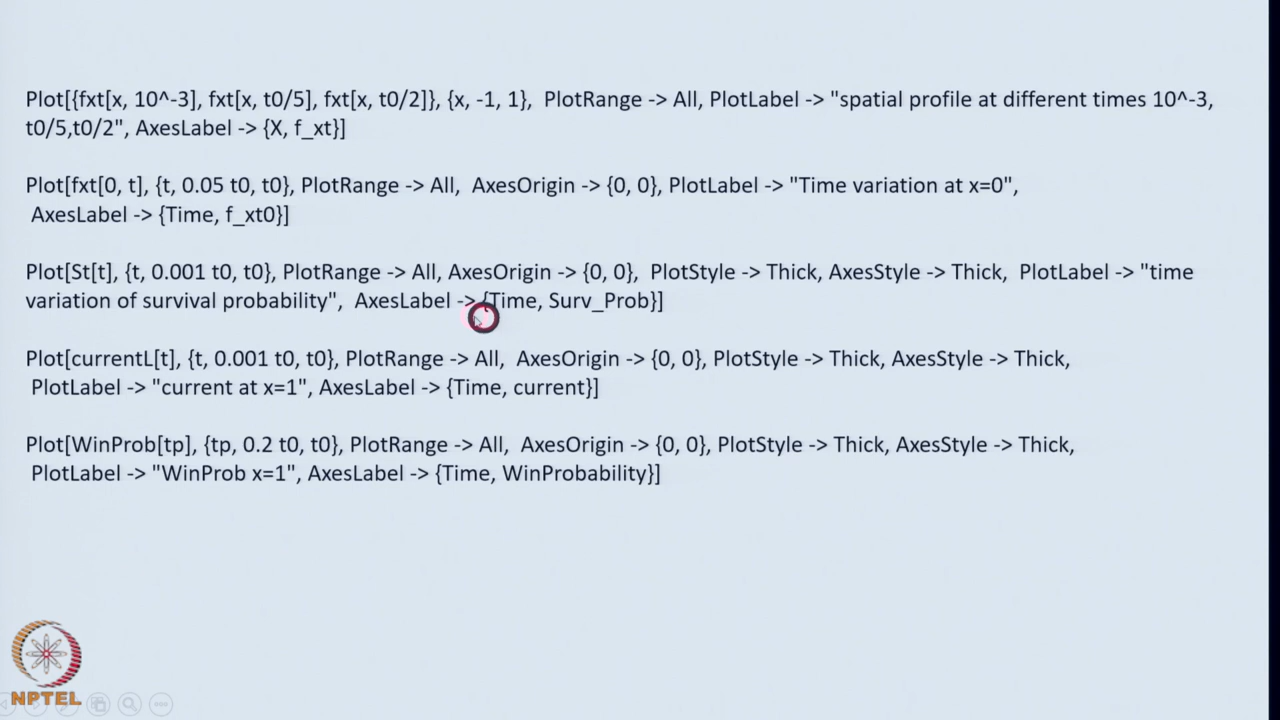 Plot[{fxt[x, 10^-3], fxt[x, t0/5], fxt[x, t0/2]}, {x, -1, 1},  PlotRange -> All, PlotLabel -> "spatial profile at different times 10^-3,
t0/5,t0/2", AxesLabel -> {X, f_xt}]
Plot[fxt[0, t], {t, 0.05 t0, t0}, PlotRange -> All,  AxesOrigin -> {0, 0}, PlotLabel -> "Time variation at x=0",
AxesLabel -> {Time, f_xt0}]
Plot[St[t], {t, 0.001 t0, t0}, PlotRange -> All, AxesOrigin -> {0, 0},  PlotStyle -> Thick, AxesStyle -> Thick,  PlotLabel -> "time
variation of survival probability",  AxesLabel -> {Time, Surv_Prob}]
Plot[currentL[t], {t, 0.001 t0, t0}, PlotRange -> All,  AxesOrigin -> {0, 0}, PlotStyle -> Thick, AxesStyle -> Thick,
PlotLabel -> "current at x=1", AxesLabel -> {Time, current}]
Plot[WinProb[tp], {tp, 0.2 t0, t0}, PlotRange -> All,  AxesOrigin -> {0, 0}, PlotStyle -> Thick, AxesStyle -> Thick,
PlotLabel -> "WinProb x=1", AxesLabel -> {Time, WinProbability}]
NPTEL